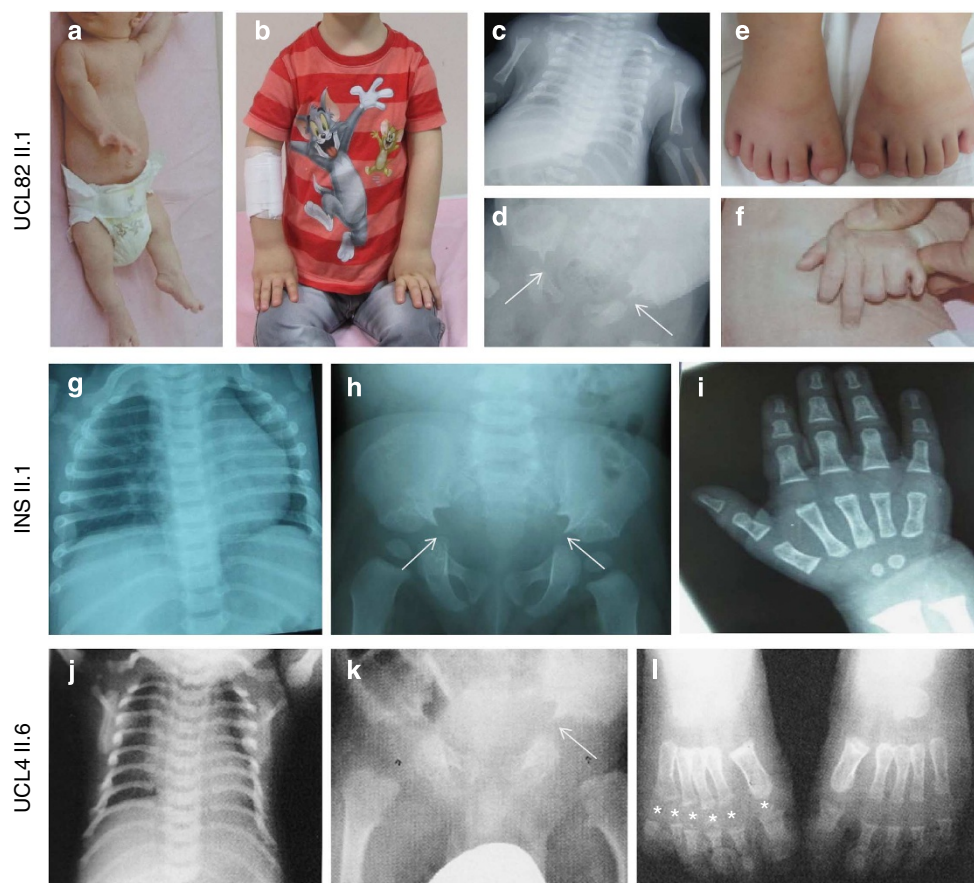 UCL82 II.1
a
b
c
d
e
f
INS II.1
g
h
i
UCL4 II.6
j
k
l
* * * * * *